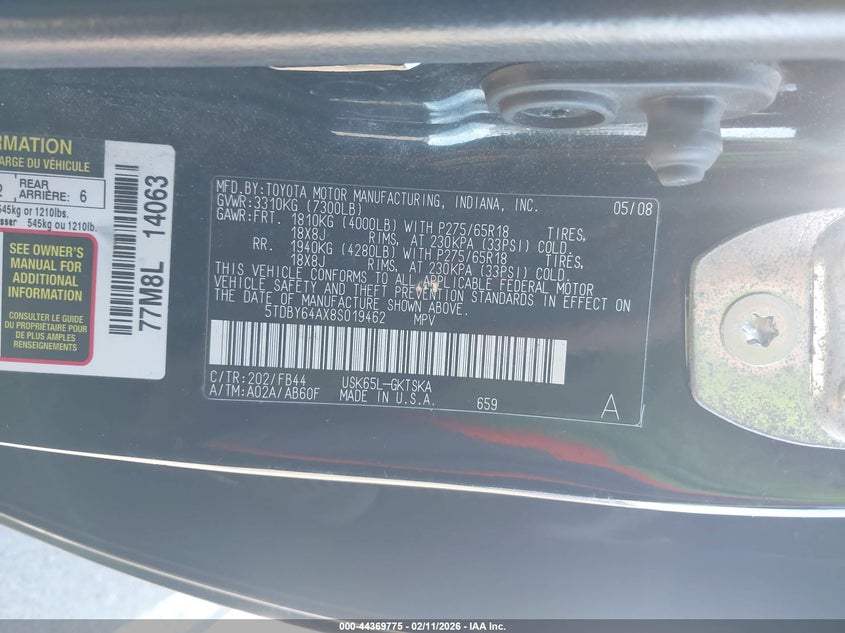 RMATION
ARGE DU VÉHICULE
2 REAR 6
ARRIÈRE:
545kg or 1210lbs.
sser 545kg ou 1210lb.
SEE OWNER'S
MANUAL FOR
ADDITIONAL
INFORMATION
CONSULTER LE GUIDE
DU PROPRIÉTAIRE POUR
DE PLUS AMPLES
RENSEIGNEMENTS
77M8L 14063
MFD.BY:TOYOTA MOTOR MANUFACTURING, INDIANA, INC. 05/08
GVWR:3310KG (7300LB)
GAWR:FRT. 1810KG (4000LB) WITH P275/65R18 TIRES,
18X8J RIMS, AT 230KPA (33PSI) COLD.
RR. 1940KG (4280LB) WITH P275/65R18 TIRES,
18X8J RIMS, AT 230KPA (33PSI) COLD.
THIS VEHICLE CONFORMS TO ALL APPLICABLE FEDERAL MOTOR
VEHICLE SAFETY AND THEFT PREVENTION STANDARDS IN EFFECT ON
THE DATE OF MANUFACTURE SHOWN ABOVE.
5TDBY64AX8S019462 MPV
C/TR:202/FB44 USK65L-GKTSKA
A/TM:A02A/AB60F MADE IN U.S.A. 659 A
000-44369775 - 02/11/2026 - IAA Inc.